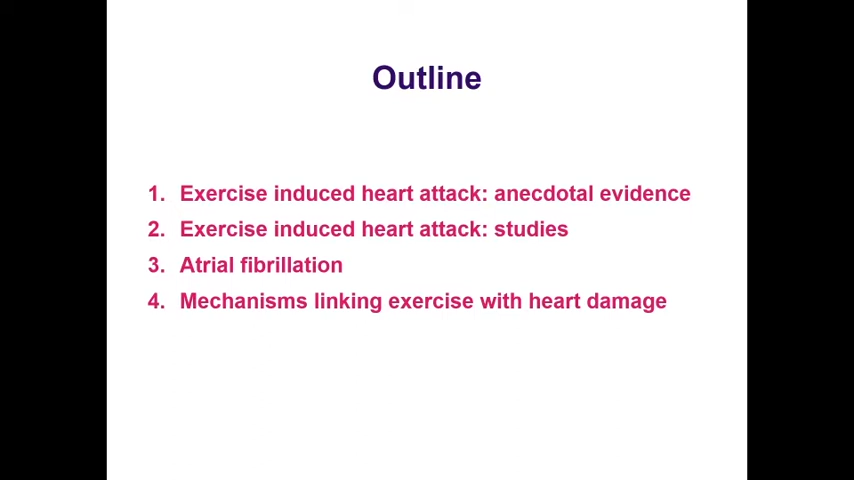 Outline
1. Exercise induced heart attack: anecdotal evidence
2. Exercise induced heart attack: studies
3. Atrial fibrillation
4. Mechanisms linking exercise with heart damage